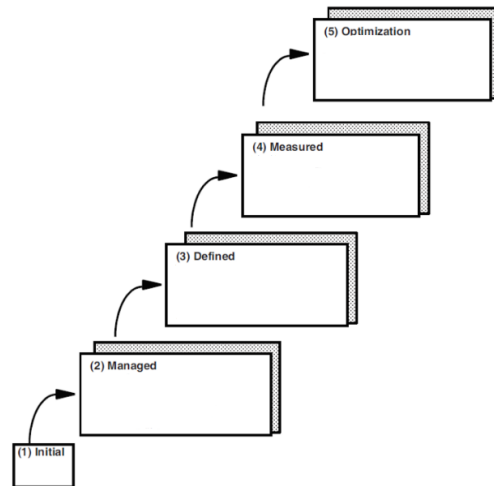 (5) Optimization
(4) Measured
(3) Defined
(2) Managed
(1) Initial